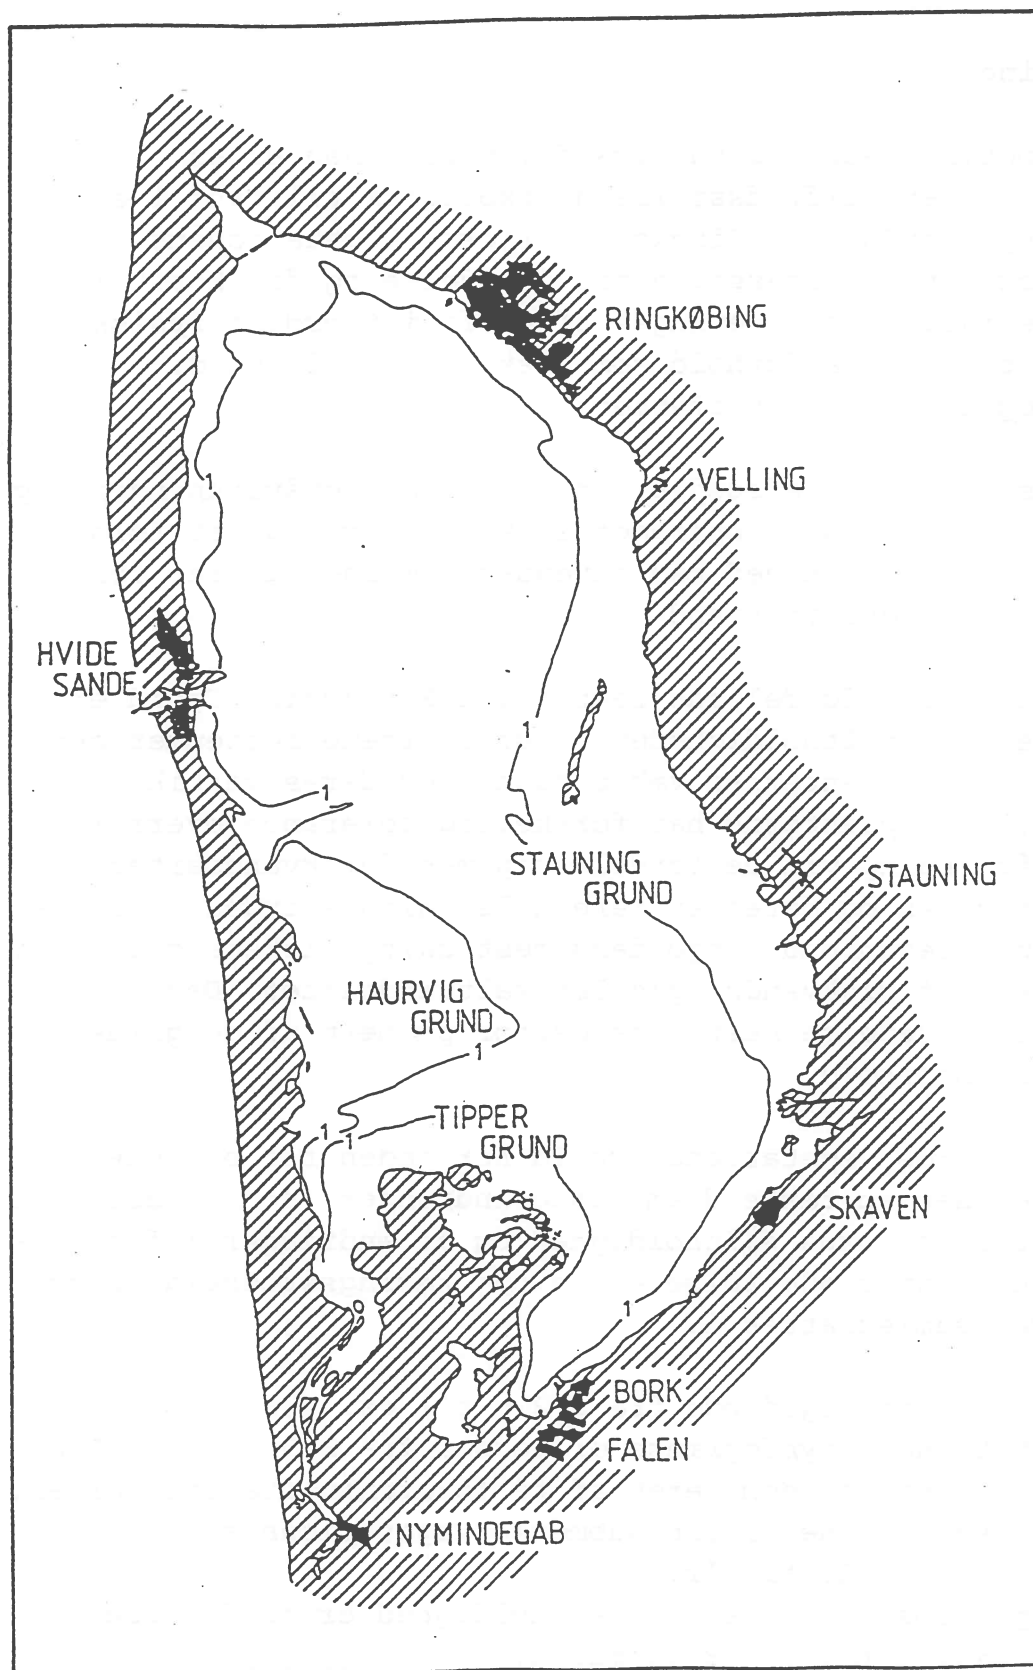 RINGKØBING
VELLING
1
HVIDE
SANDE
1
1
STAUNING
GRUND
STAUNING
HAURVIG
GRUND
1
TIPPER
GRUND
1
1
SKAVEN
1
BORK
FALEN
NYMINDEGAB